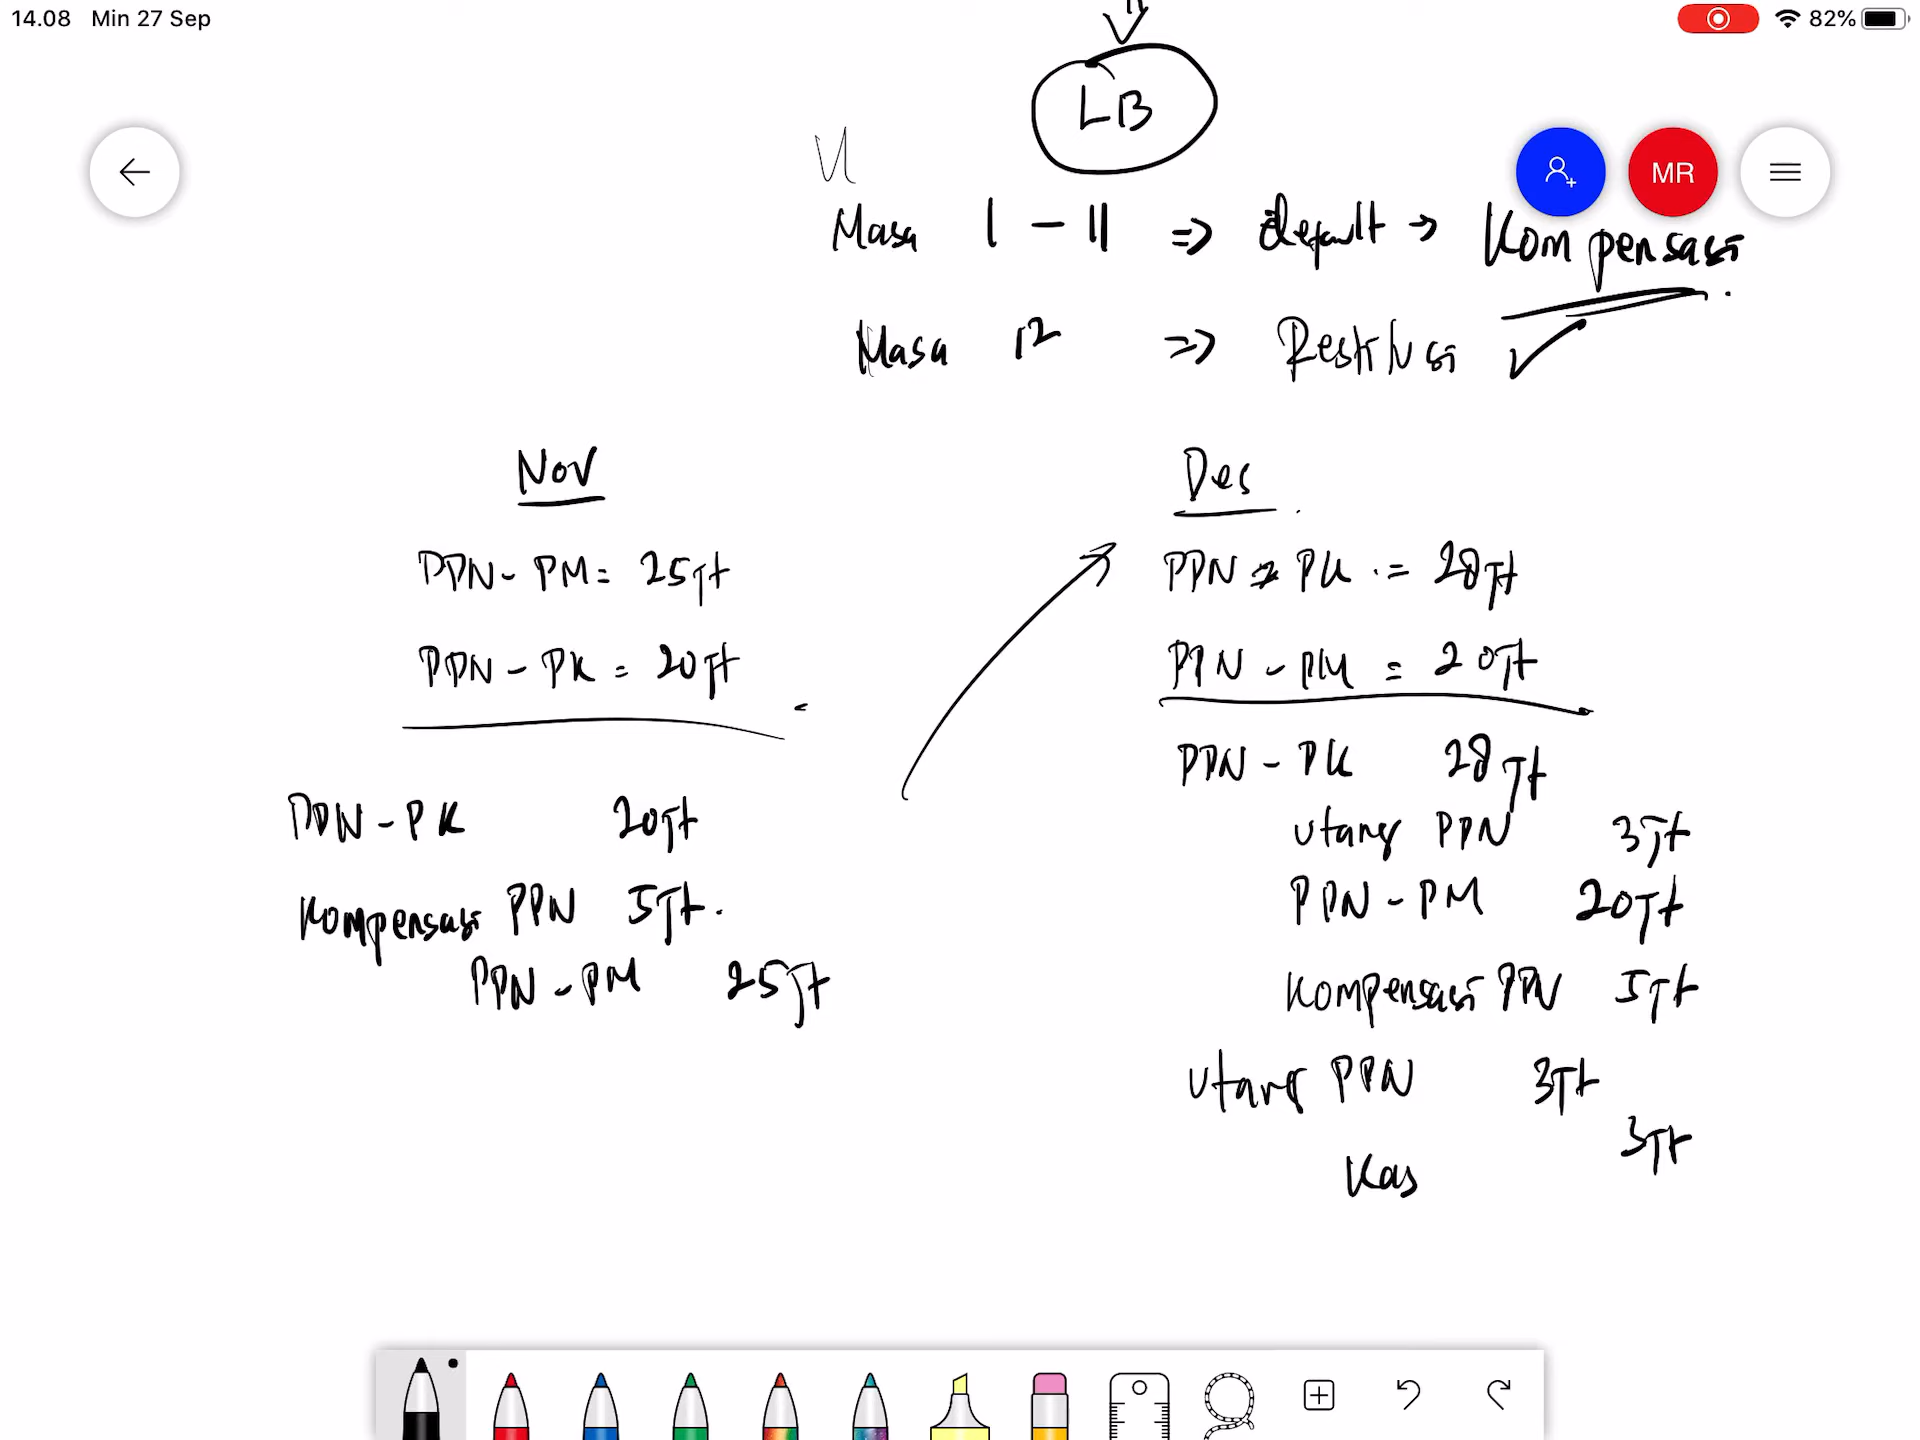 14.08 Min 27 Sep
82%
LB
MR
Masa 1 - 11 => default → Kompensasi
Masa 12 => Restitusi ✓
Nov
PPN - PM = 25jt
PPN - PK = 20jt
PPN - PK 20jt
Kompensasi PPN 5jt.
PPN - PM 25jt
Des
PPN - PK = 28jt
PPN - PM = 20jt
PPN - PK 28jt
Utang PPN 3jt
PPN - PM 20jt
Kompensasi PPN 5jt
Utang PPN 3jt
Kas 3jt